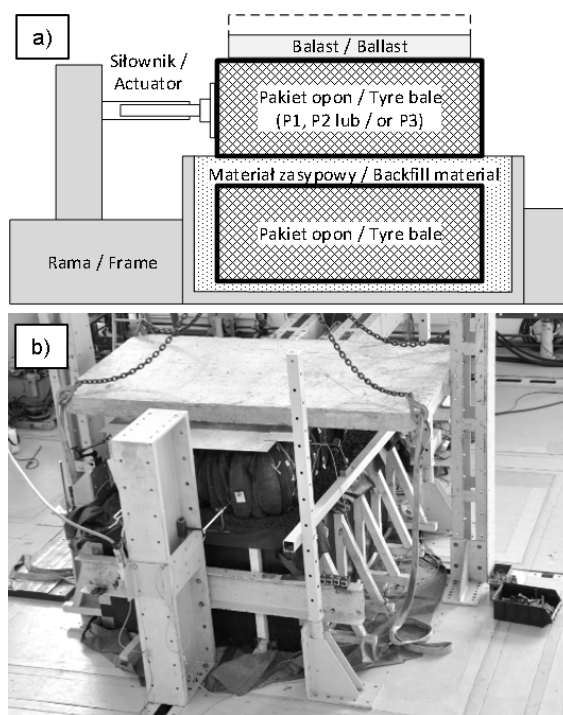 a)
Balast / Ballast
Siłownik /
Actuator
Pakiet opon / Tyre bale
(P1, P2 lub / or P3)
Materiał zasypowy / Backfill material
Pakiet opon / Tyre bale
Rama / Frame
b)